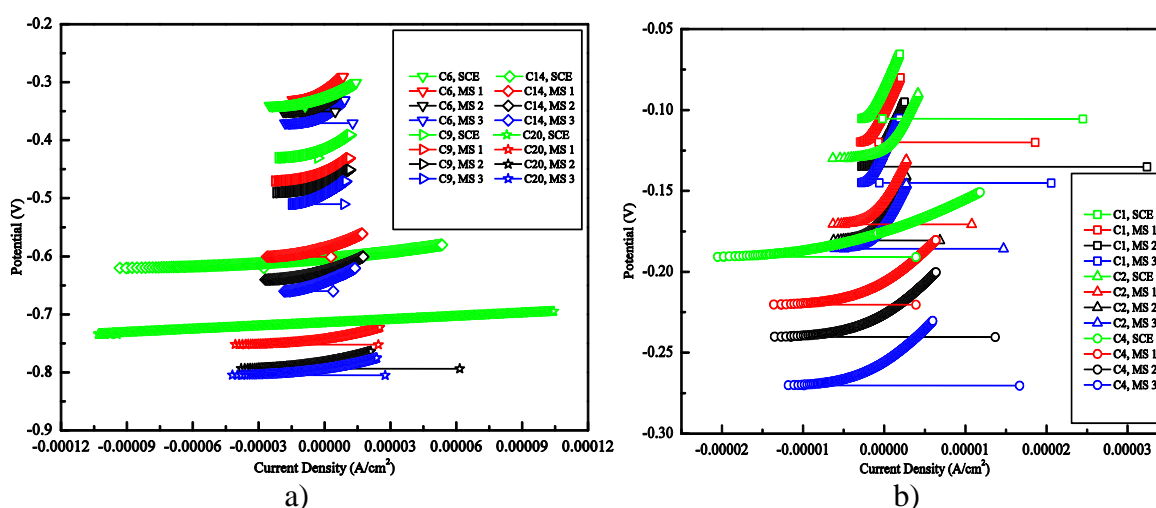 -0.2
-0.3
-0.4
-0.5
-0.6
-0.7
-0.8
-0.9
Potential (V)
-0.00012 -0.00009 -0.00006 -0.00003 0.00000 0.00003 0.00006 0.00009 0.00012
Current Density (A/cm²)
C6, SCE C14, SCE
C6, MS 1 C14, MS 1
C6, MS 2 C14, MS 2
C6, MS 3 C14, MS 3
C9, SCE C20, SCE
C9, MS 1 C20, MS 1
C9, MS 2 C20, MS 2
C9, MS 3 C20, MS 3
a)
-0.05
-0.10
-0.15
-0.20
-0.25
-0.30
Potential (V)
-0.00002 -0.00001 0.00000 0.00001 0.00002 0.00003
Current Density (A/cm²)
C1, SCE
C1, MS 1
C1, MS 2
C1, MS 3
C2, SCE
C2, MS 1
C2, MS 2
C2, MS 3
C4, SCE
C4, MS 1
C4, MS 2
C4, MS 3
b)